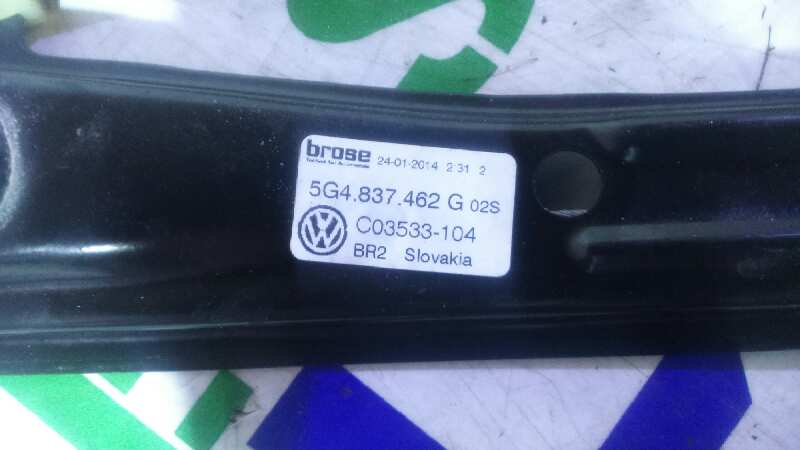 brose 24-01-2014 2 31 2
5G4.837.462 G 02S
C03533-104
BR2 Slovakia